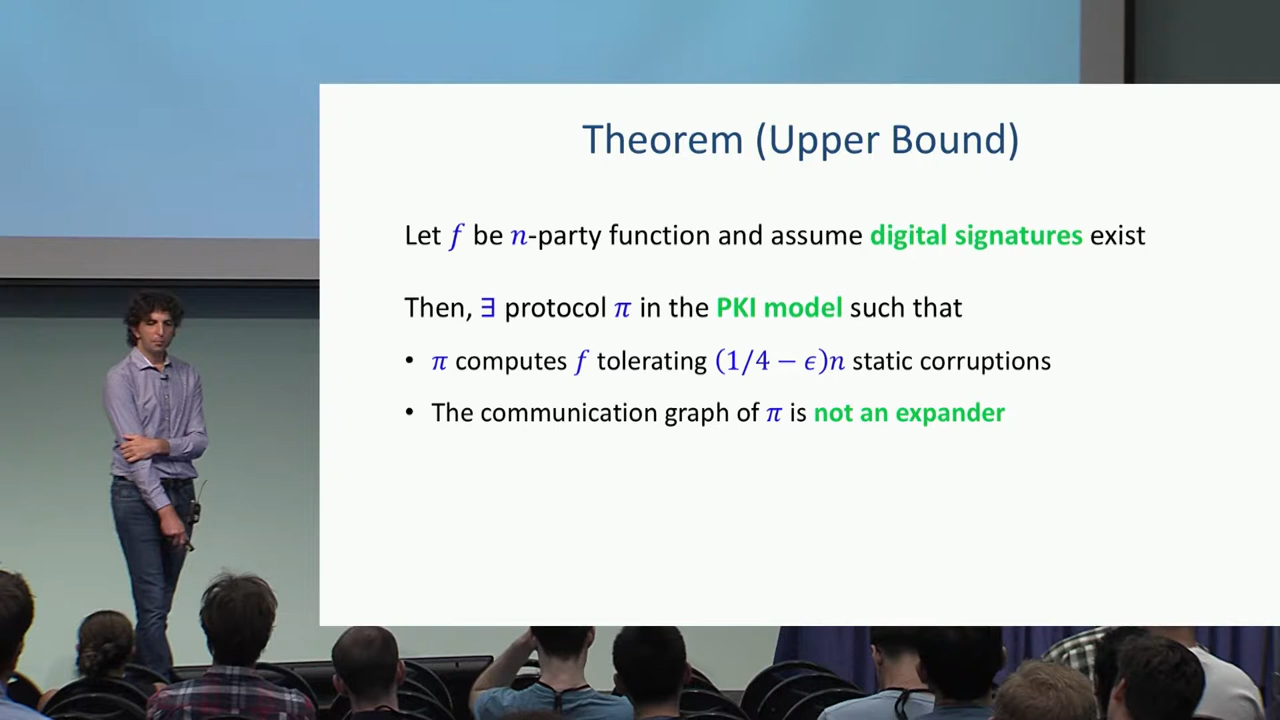 Theorem (Upper Bound)
Let f be n-party function and assume digital signatures exist
Then, ∃ protocol π in the PKI model such that
• π computes f tolerating (1/4 − ϵ)n static corruptions
• The communication graph of π is not an expander